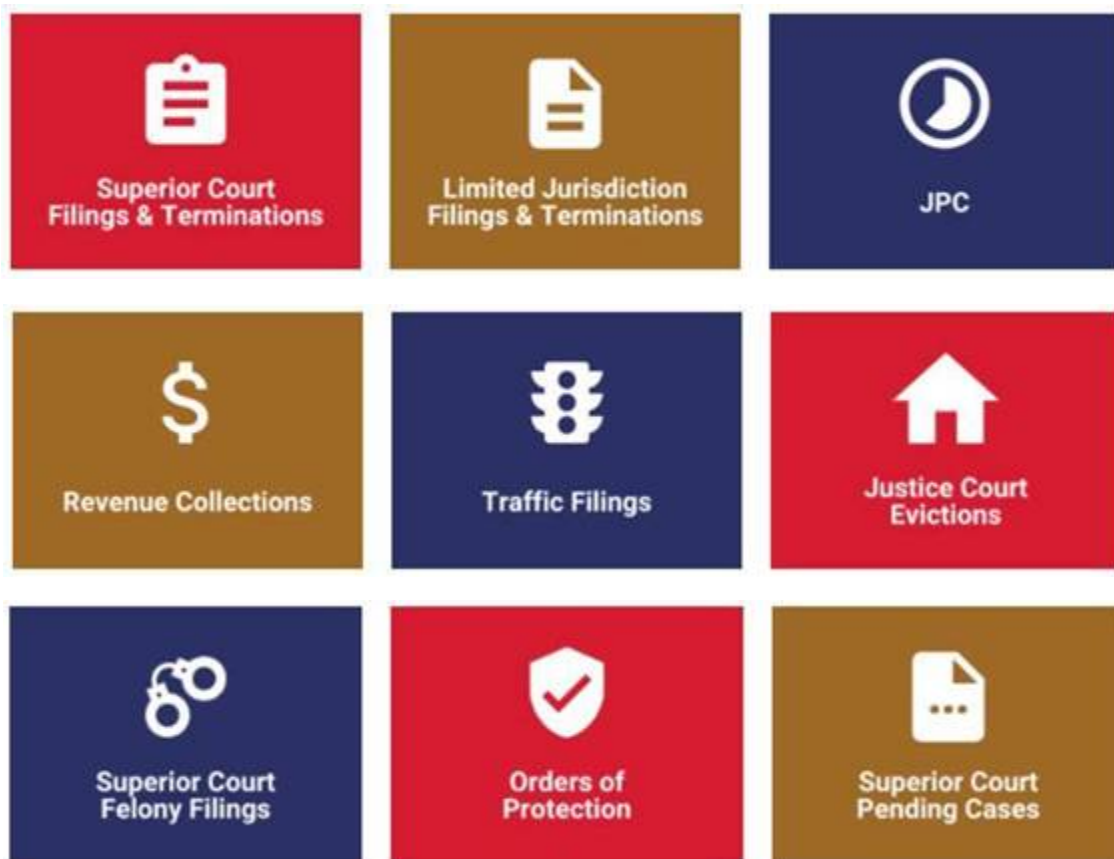 Superior Court
Filings & Terminations
Limited Jurisdiction
Filings & Terminations
JPC
Revenue Collections
Traffic Filings
Justice Court
Evictions
Superior Court
Felony Filings
Orders of
Protection
Superior Court
Pending Cases